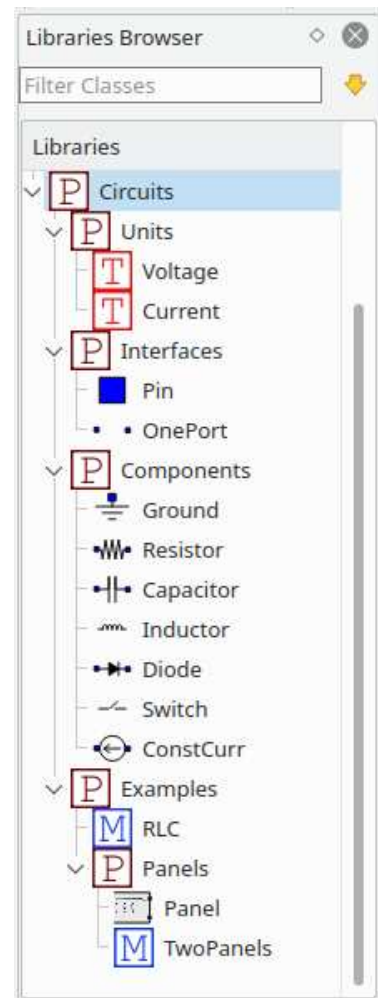 Libraries Browser
Filter Classes
Libraries
P Circuits
P Units
T Voltage
T Current
P Interfaces
Pin
OnePort
P Components
Ground
Resistor
Capacitor
Inductor
Diode
Switch
ConstCurr
P Examples
M RLC
P Panels
Panel
M TwoPanels